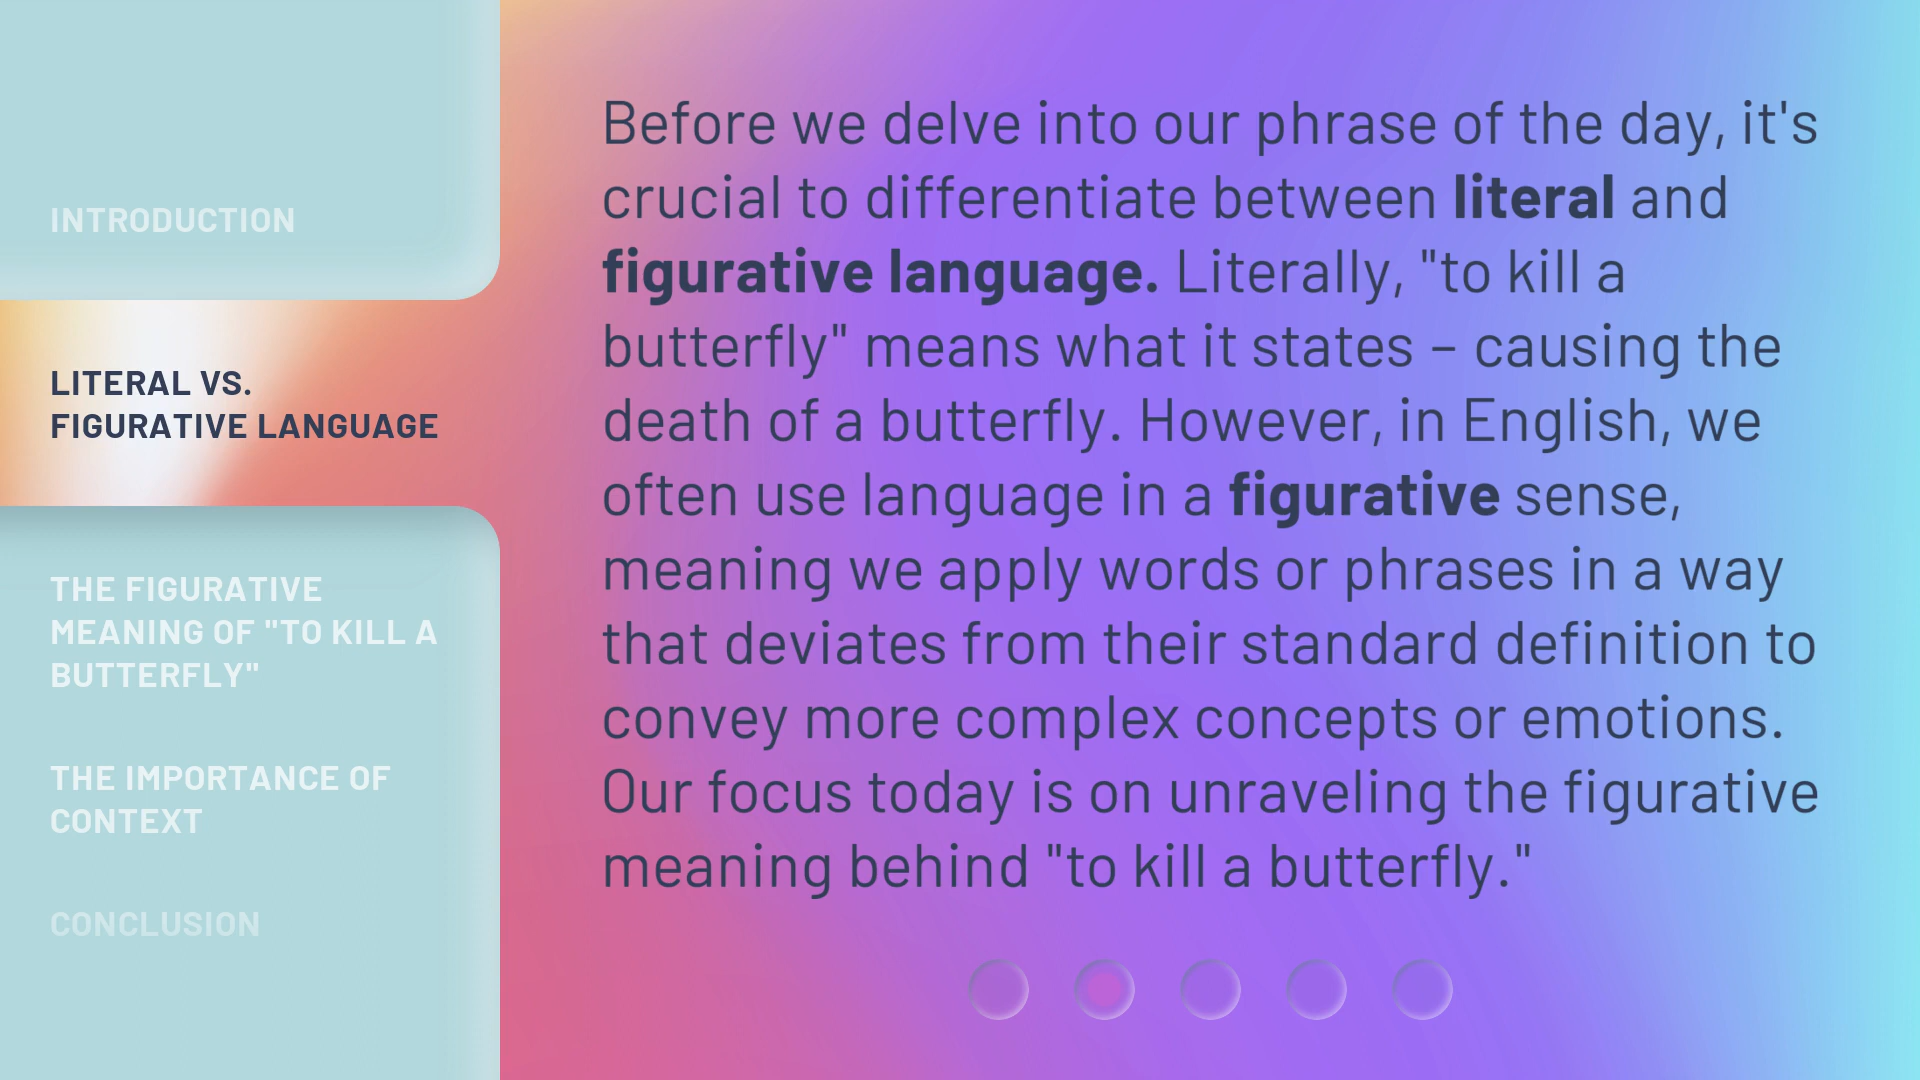 INTRODUCTION
LITERAL VS.
FIGURATIVE LANGUAGE
THE FIGURATIVE
MEANING OF "TO KILL A
BUTTERFLY"
THE IMPORTANCE OF
CONTEXT
CONCLUSION
Before we delve into our phrase of the day, it's
crucial to differentiate between literal and
figurative language. Literally, "to kill a
butterfly" means what it states – causing the
death of a butterfly. However, in English, we
often use language in a figurative sense,
meaning we apply words or phrases in a way
that deviates from their standard definition to
convey more complex concepts or emotions.
Our focus today is on unraveling the figurative
meaning behind "to kill a butterfly."